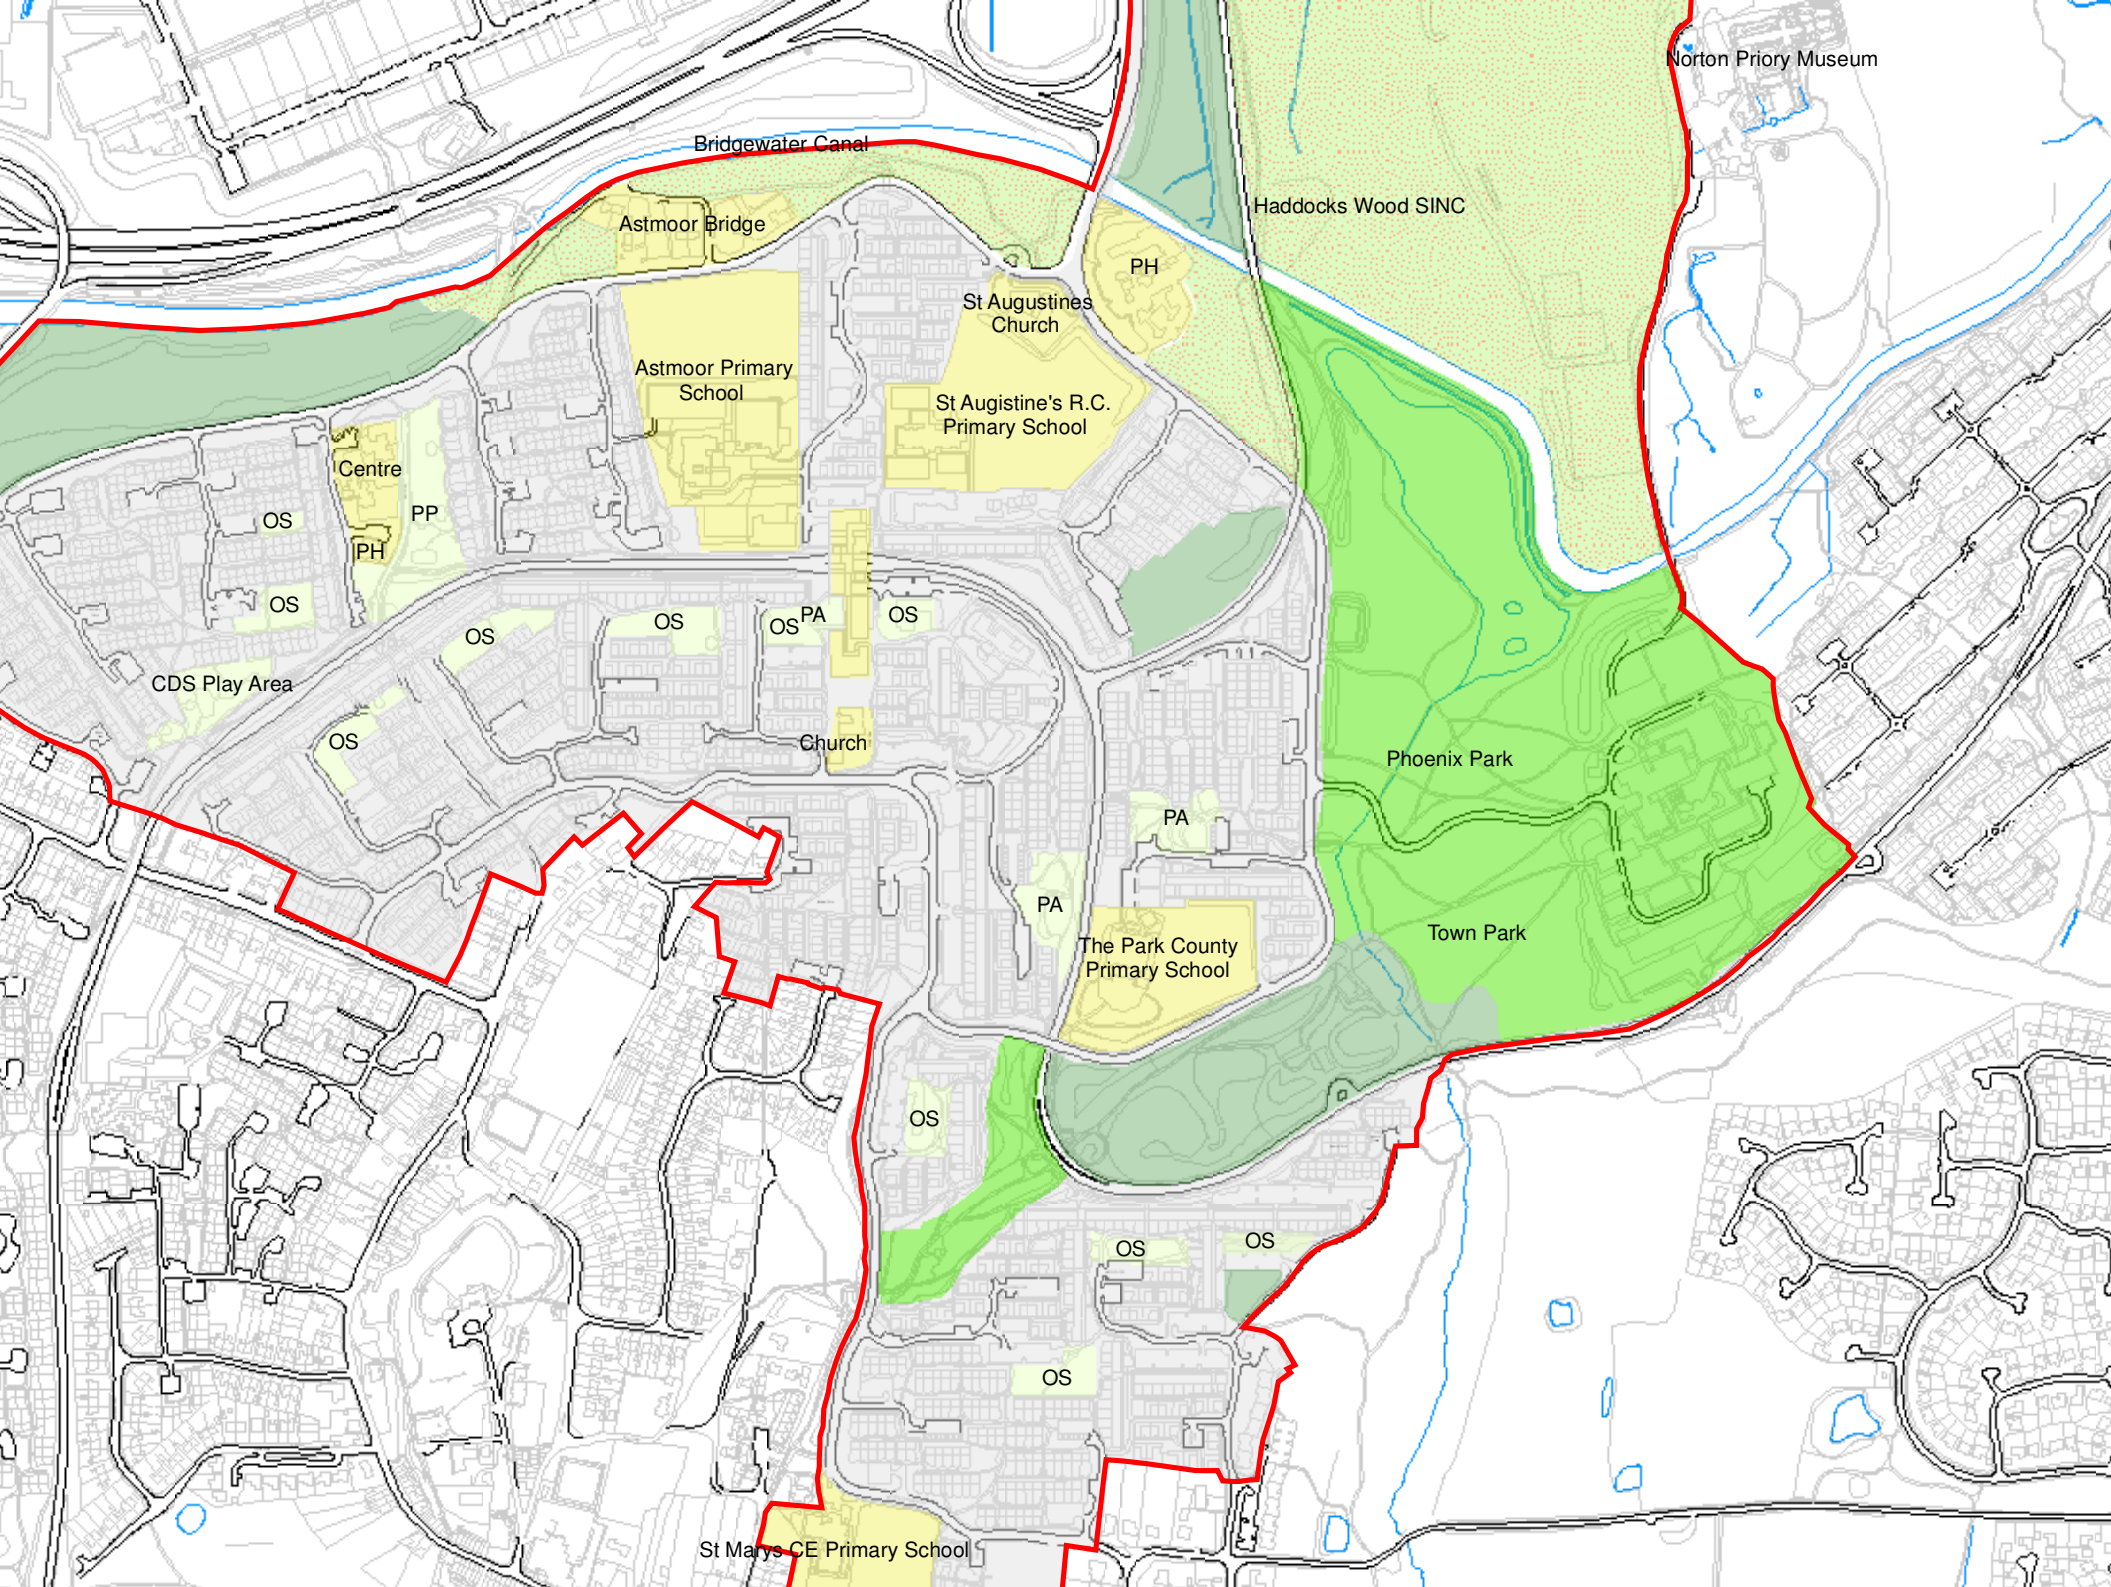 Norton Priory Museum
Bridgewater Canal
Haddocks Wood SINC
Astmoor Bridge
PH
St Augustines
Church
Astmoor Primary
School
St Augistine's R.C.
Primary School
Centre
PP
OS
PH
OS
OS
OS
OS
PA
OS
CDS Play Area
OS
Church
Phoenix Park
PA
PA
Town Park
The Park County
Primary School
OS
OS
OS
OS
St Marys CE Primary School